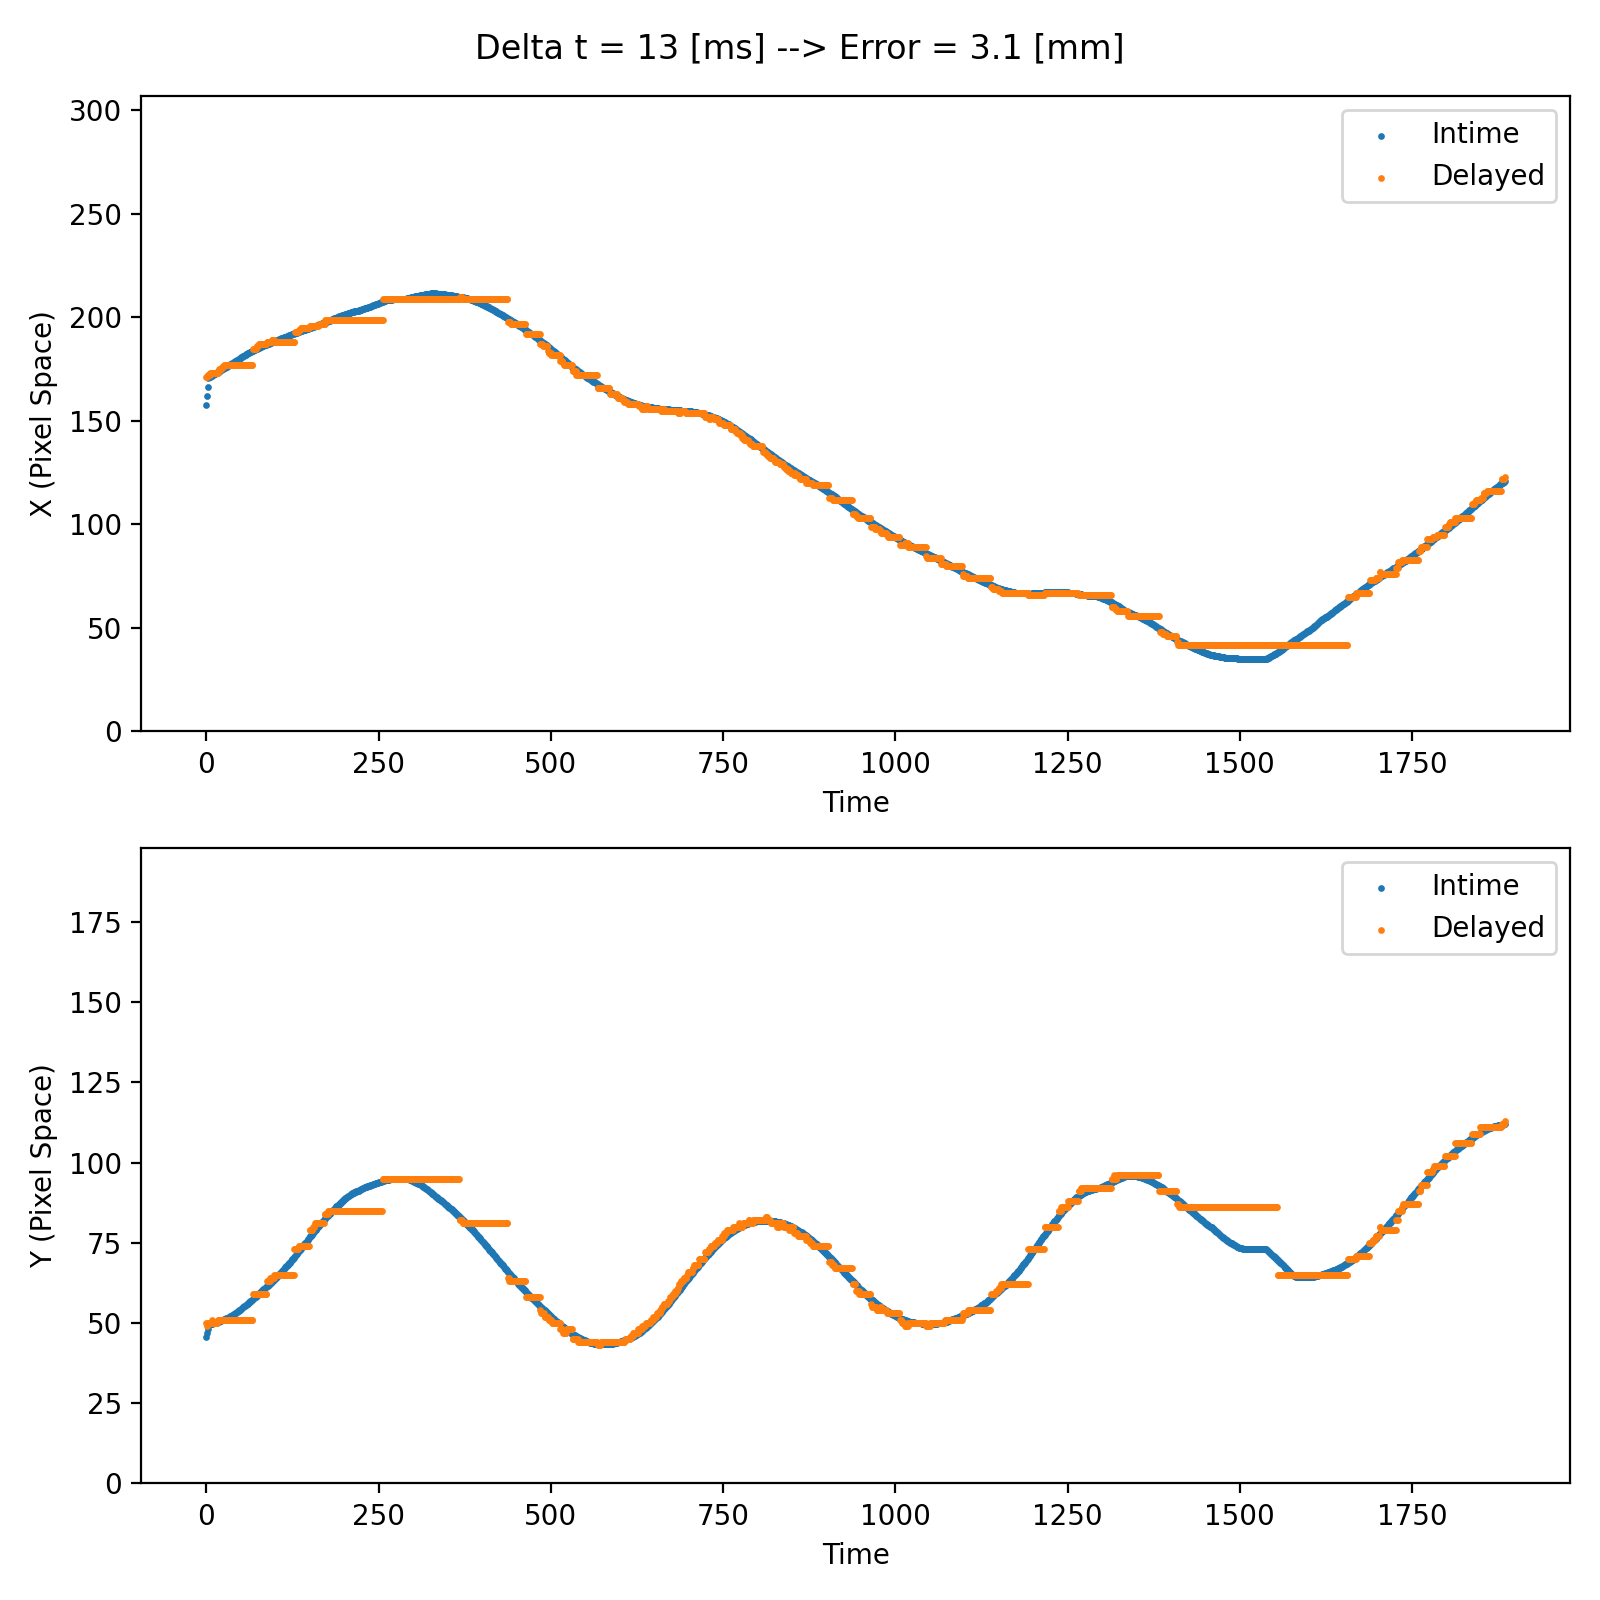 Delta t = 13 [ms] --> Error = 3.1 [mm]
300
250
200
150
100
50
0
X (Pixel Space)
Intime
Delayed
0 250 500 750 1000 1250 1500 1750
Time
175
150
125
100
75
50
25
0
Y (Pixel Space)
Intime
Delayed
0 250 500 750 1000 1250 1500 1750
Time